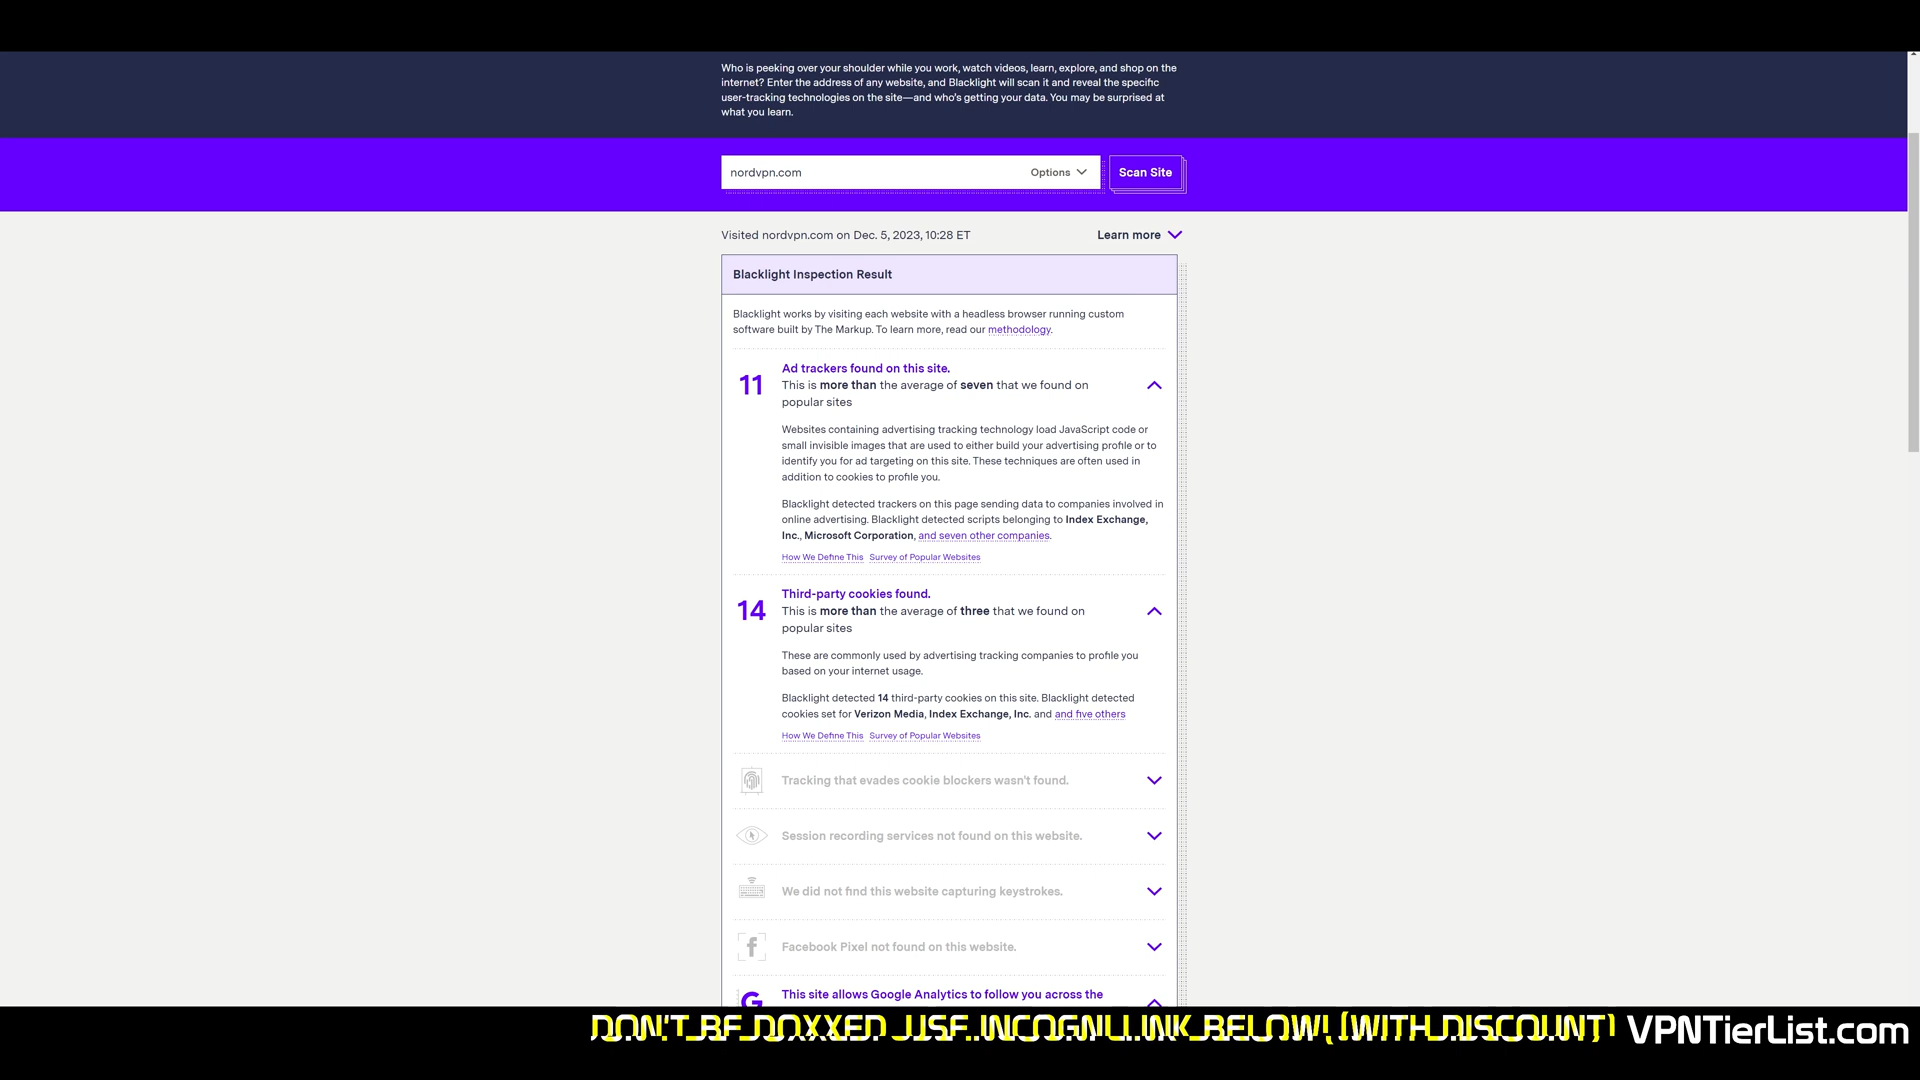 Who is peeking over your shoulder while you work, watch videos, learn, explore, and shop on the
internet? Enter the address of any website, and Blacklight will scan it and reveal the specific
user-tracking technologies on the site—and who's getting your data. You may be surprised at
what you learn.
nordvpn.com Options Scan Site
Visited nordvpn.com on Dec. 5, 2023, 10:28 ET Learn more
Blacklight Inspection Result
Blacklight works by visiting each website with a headless browser running custom
software built by The Markup. To learn more, read our methodology.
11
Ad trackers found on this site.
This is more than the average of seven that we found on
popular sites
Websites containing advertising tracking technology load JavaScript code or
small invisible images that are used to either build your advertising profile or to
identify you for ad targeting on this site. These techniques are often used in
addition to cookies to profile you.
Blacklight detected trackers on this page sending data to companies involved in
online advertising. Blacklight detected scripts belonging to Index Exchange,
Inc., Microsoft Corporation, and seven other companies.
How We Define This Survey of Popular Websites
14
Third-party cookies found.
This is more than the average of three that we found on
popular sites
These are commonly used by advertising tracking companies to profile you
based on your internet usage.
Blacklight detected 14 third-party cookies on this site. Blacklight detected
cookies set for Verizon Media, Index Exchange, Inc. and and five others
How We Define This Survey of Popular Websites
Tracking that evades cookie blockers wasn't found.
Session recording services not found on this website.
We did not find this website capturing keystrokes.
Facebook Pixel not found on this website.
This site allows Google Analytics to follow you across the
DON'T BE DOXXED USE INCOGNI LINK BELOW! (WITH DISCOUNT) VPNTierList.com